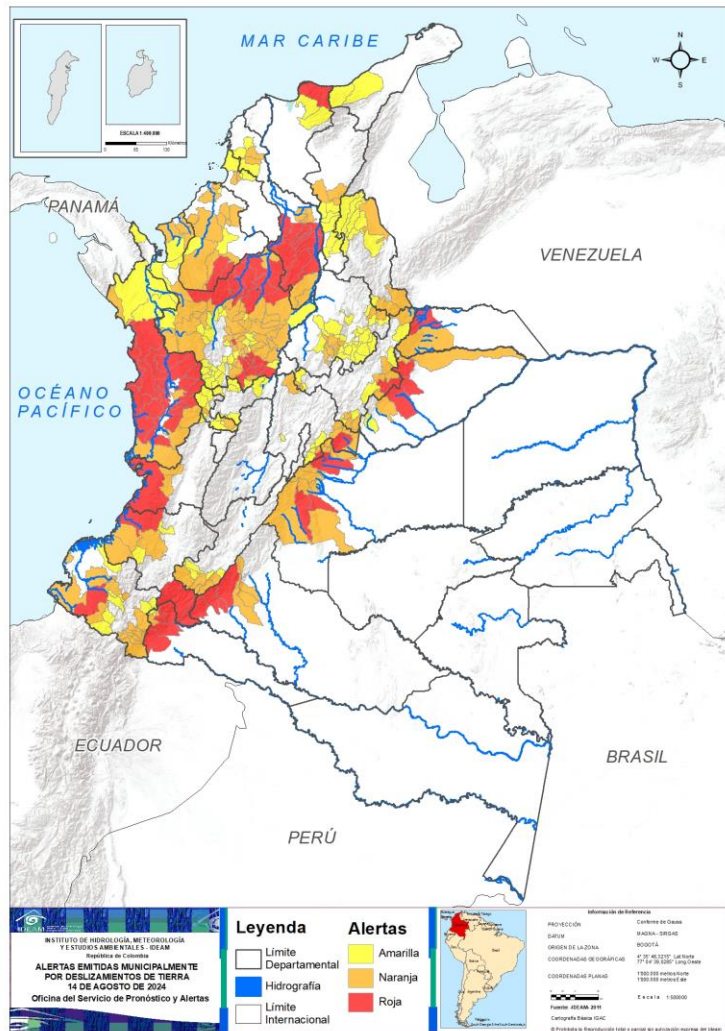 MAR CARIBE
N
W
E
S
ESCALA 1:400.000
PANAMÁ
VENEZUELA
OCÉANO
PACÍFICO
ECUADOR
BRASIL
PERÚ
IDEAM
INSTITUTO DE HIDROLOGÍA, METEOROLOGÍA
Y ESTUDIOS AMBIENTALES - IDEAM
República de Colombia
ALERTAS EMITIDAS MUNICIPALMENTE
POR DESLIZAMIENTOS DE TIERRA
14 DE AGOSTO DE 2024
Oficina del Servicio de Pronóstico y Alertas
Leyenda
Límite
Departamental
Hidrografía
Límite
Internacional
Alertas
Amarilla
Naranja
Roja
Información de Referencia
PROYECCIÓN
Conforme de Gauss
DATUM
MAGNA - SIRGAS
ORIGEN DE LA ZONA
BOGOTÁ
COORDENADAS GEOGRÁFICAS
COORDENADAS PLANAS
Fuente: IDEAM 2011
Cartografía Básica IGAC